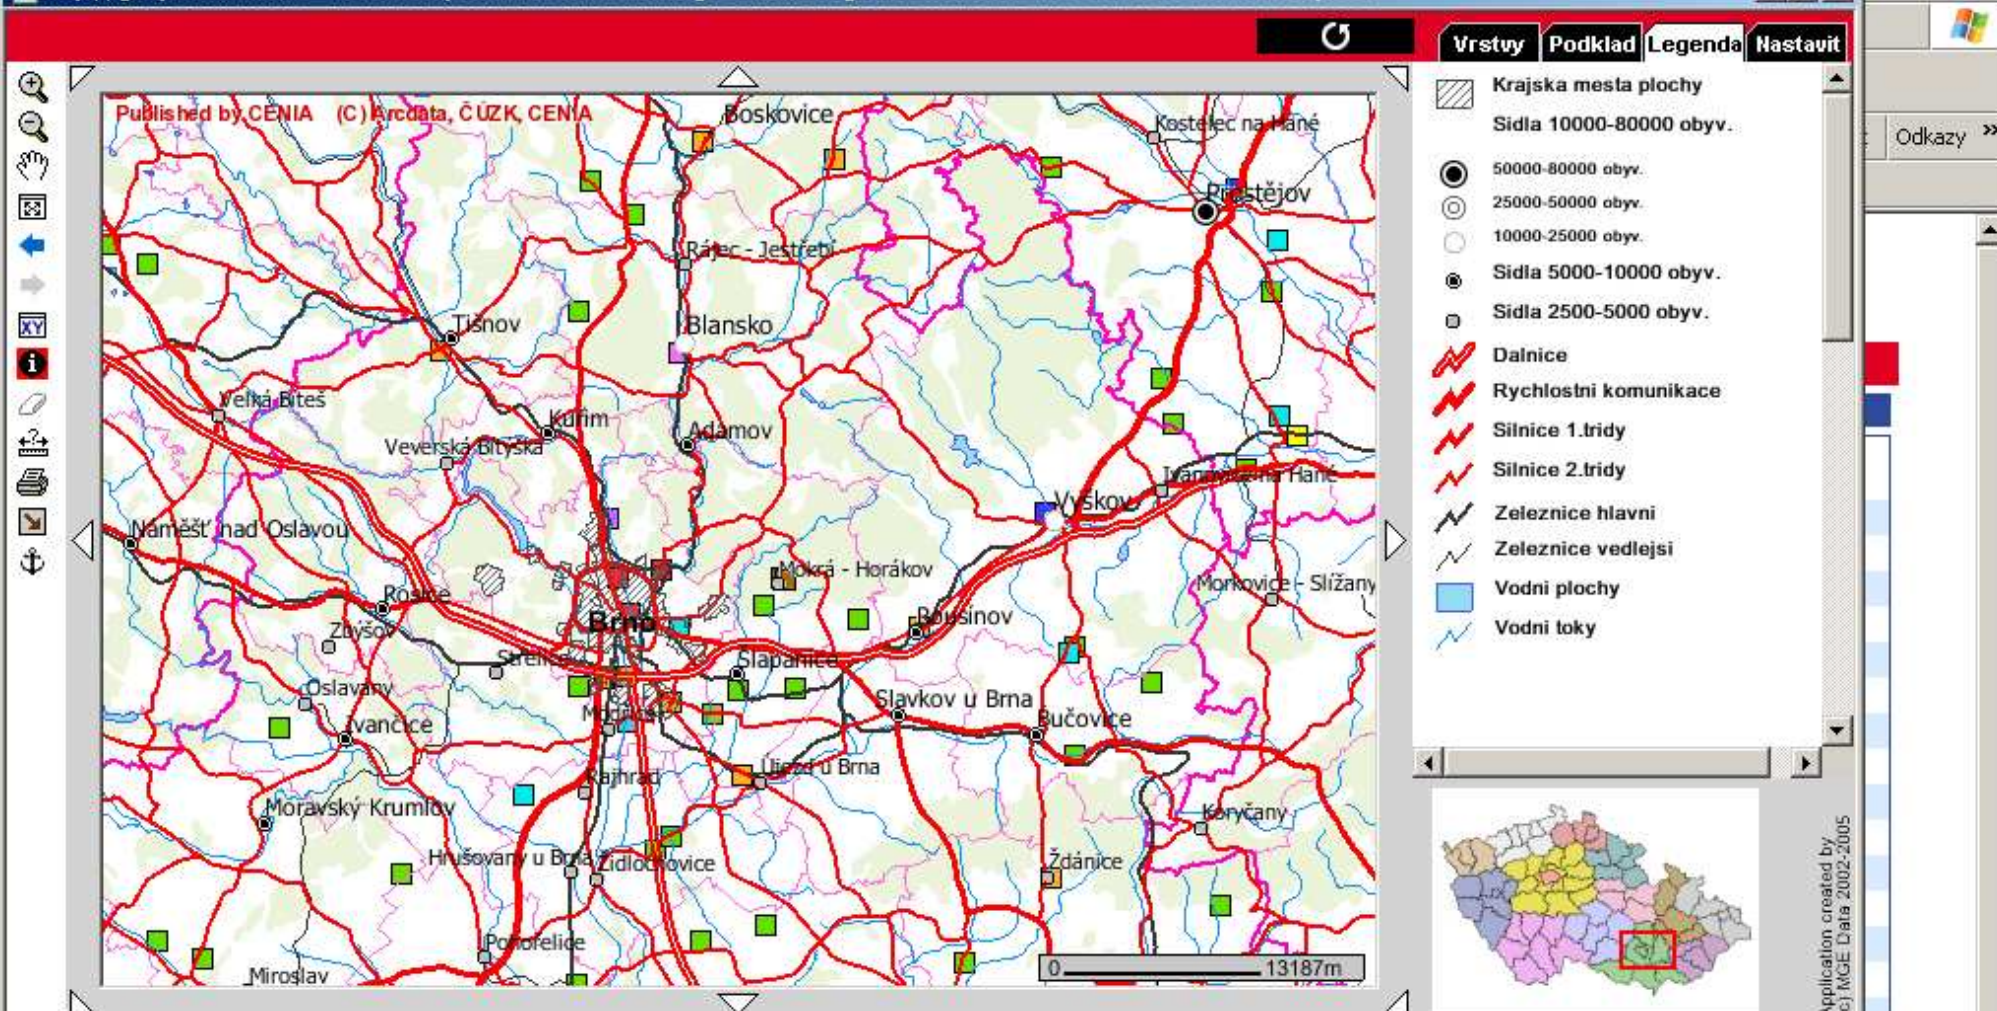 Vrstvy Podklad Legenda Nastavit
Odkazy »
Published by CENIA (C) Arcdata, ČÚZK, CENIA
Boskovice
Kostelec na Hané
Prostějov
Rájec - Jestřebí
Tišnov
Blansko
Velká Bíteš
Kuřim
Adamov
Veverská Bítýška
Ivanovice na Hané
Vyškov
Náměšť nad Oslavou
Mokrá - Horákov
Morkovice - Slížany
Rosice
Rousínov
Brno
Zbýšov
Střelice
Šlapanice
Oslavany
Slavkov u Brna
Modřice
Bučovice
Ivančice
Újezd u Brna
Rajhrad
Moravský Krumlov
Koryčany
Hrušovany u Brna
Židlochovice
Ždánice
Pohořelice
Miroslav
0 13187m
Krajska mesta plochy
Sidla 10000-80000 obyv.
50000-80000 obyv.
25000-50000 obyv.
10000-25000 obyv.
Sidla 5000-10000 obyv.
Sidla 2500-5000 obyv.
Dalnice
Rychlostni komunikace
Silnice 1.tridy
Silnice 2.tridy
Zeleznice hlavni
Zeleznice vedlejsi
Vodni plochy
Vodni toky
XY
Application created by
(c) MGE Data 2002-2005